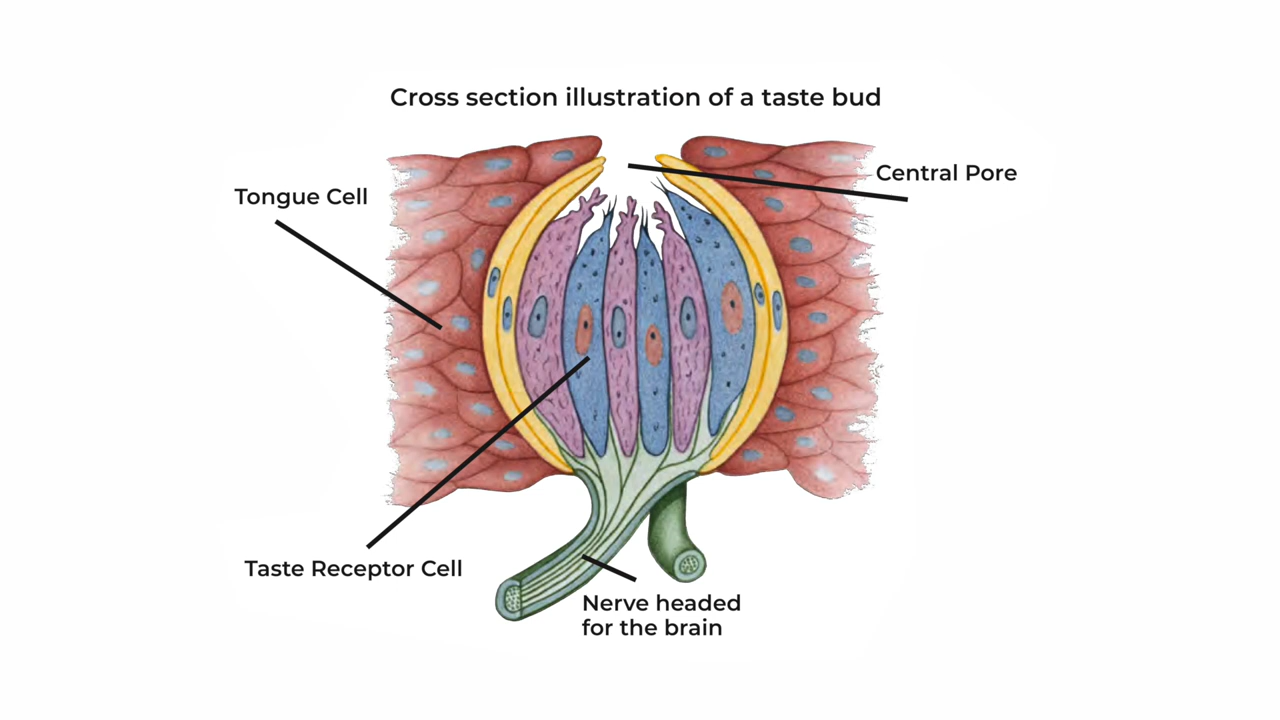 Cross section illustration of a taste bud
Central Pore
Tongue Cell
Taste Receptor Cell
Nerve headed
for the brain